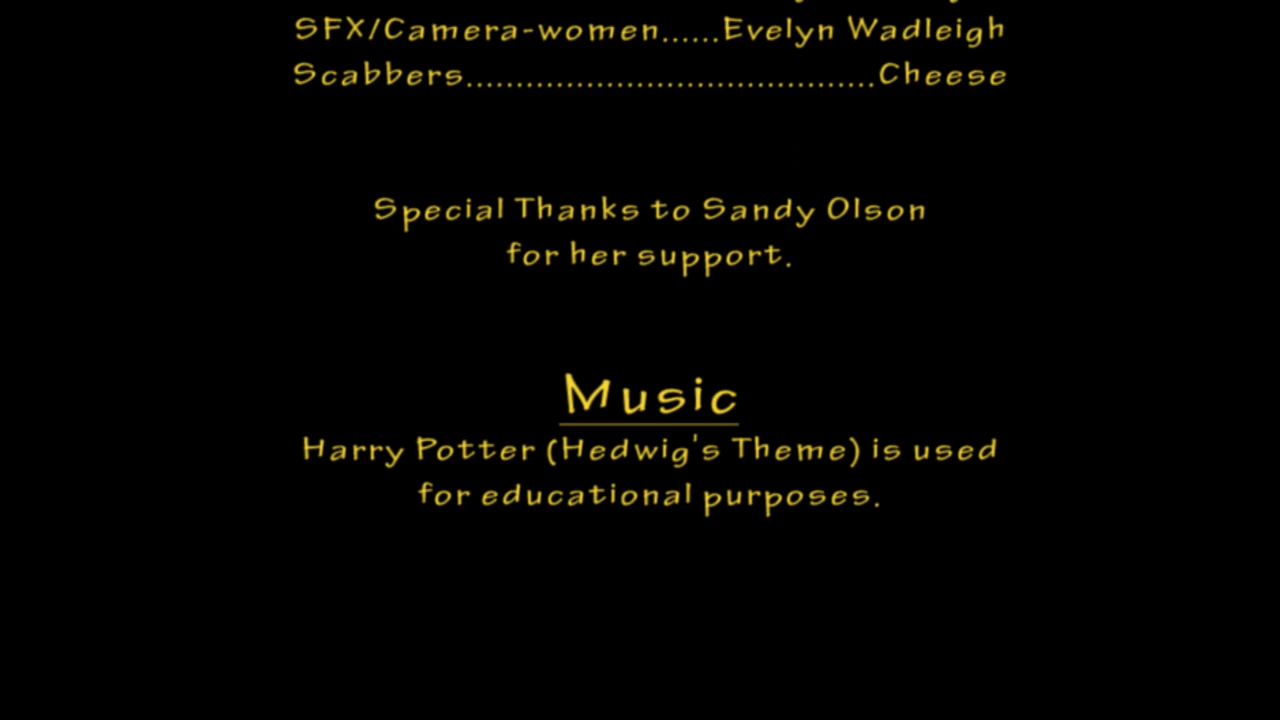 SFX/Camera-women......Evelyn Wadleigh
Scabbers.........................................Cheese
Special Thanks to Sandy Olson
for her support.
Music
Harry Potter (Hedwig's Theme) is used
for educational purposes.